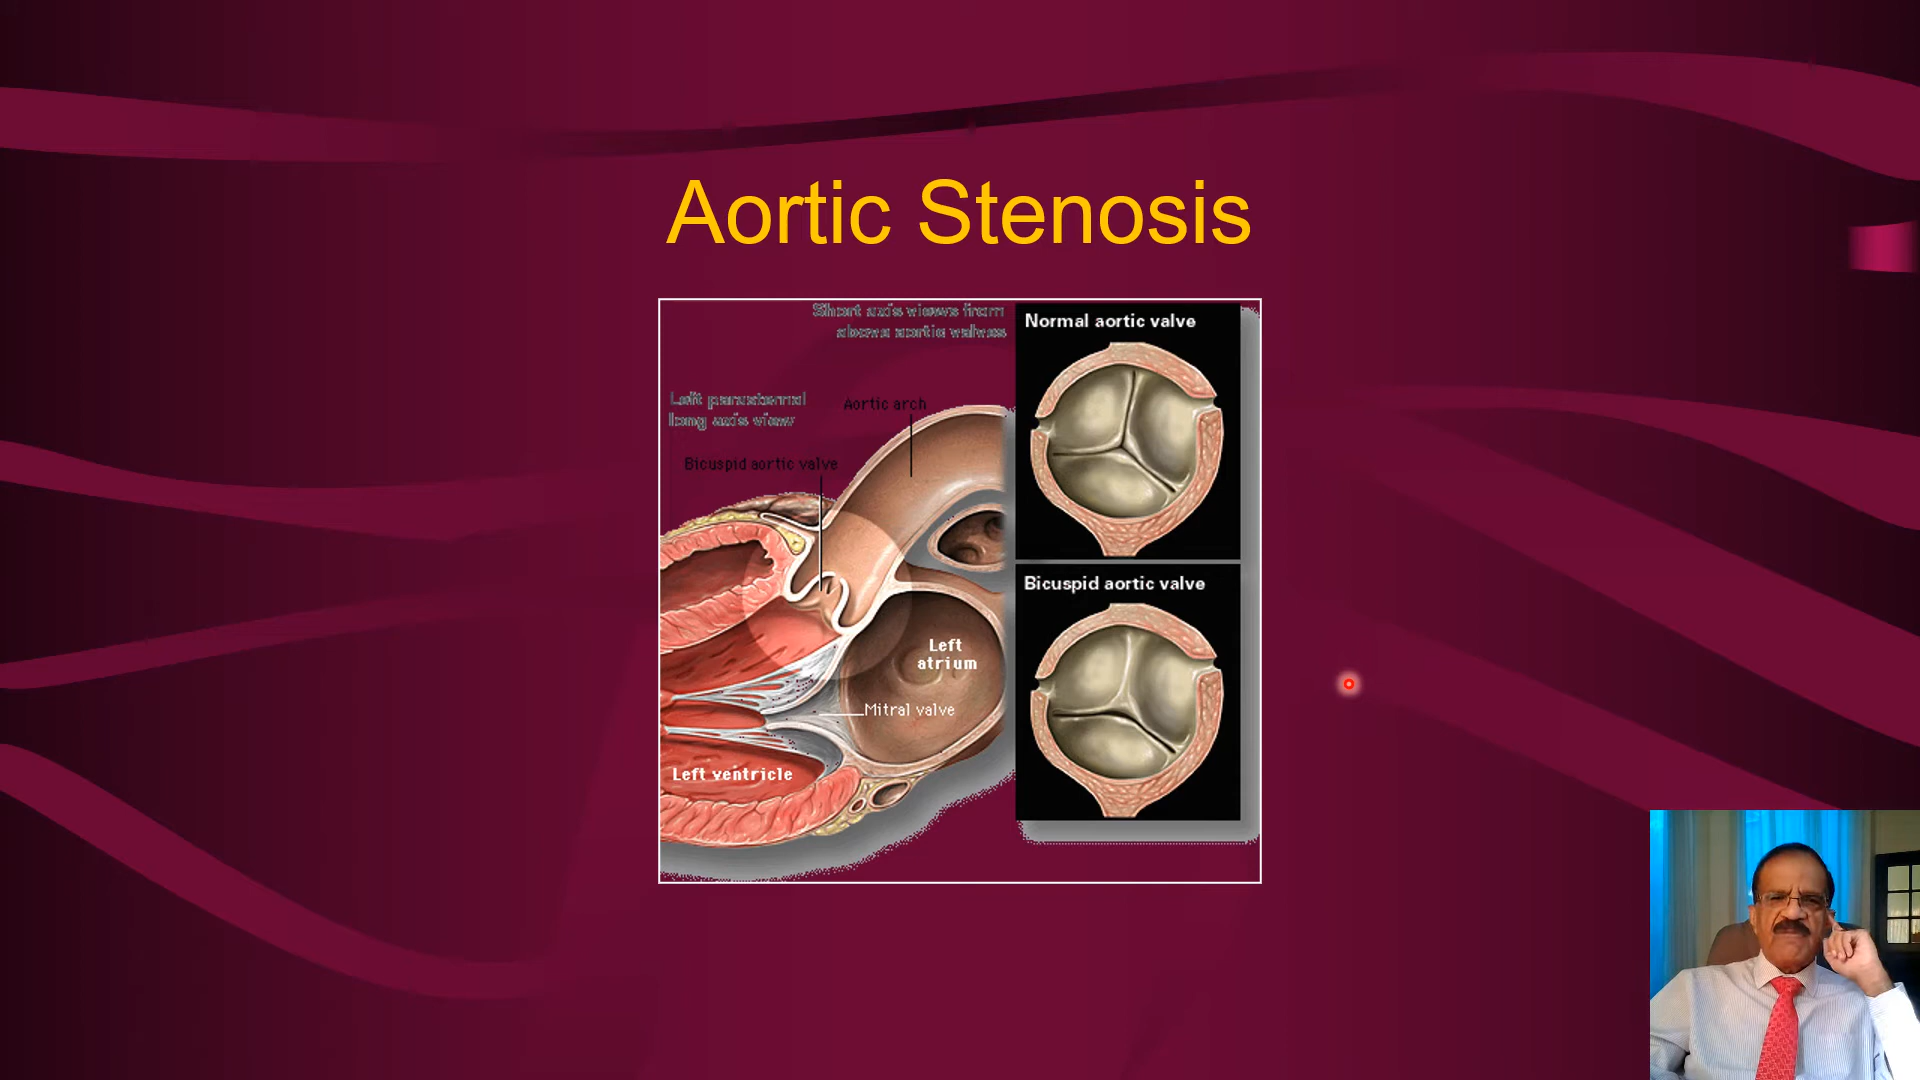 Aortic Stenosis
Short axis views from
above aortic valves
Normal aortic valve
Left parasternal
long axis view
Aortic arch
Bicuspid aortic valve
Bicuspid aortic valve
Left
atrium
Mitral valve
Left ventricle